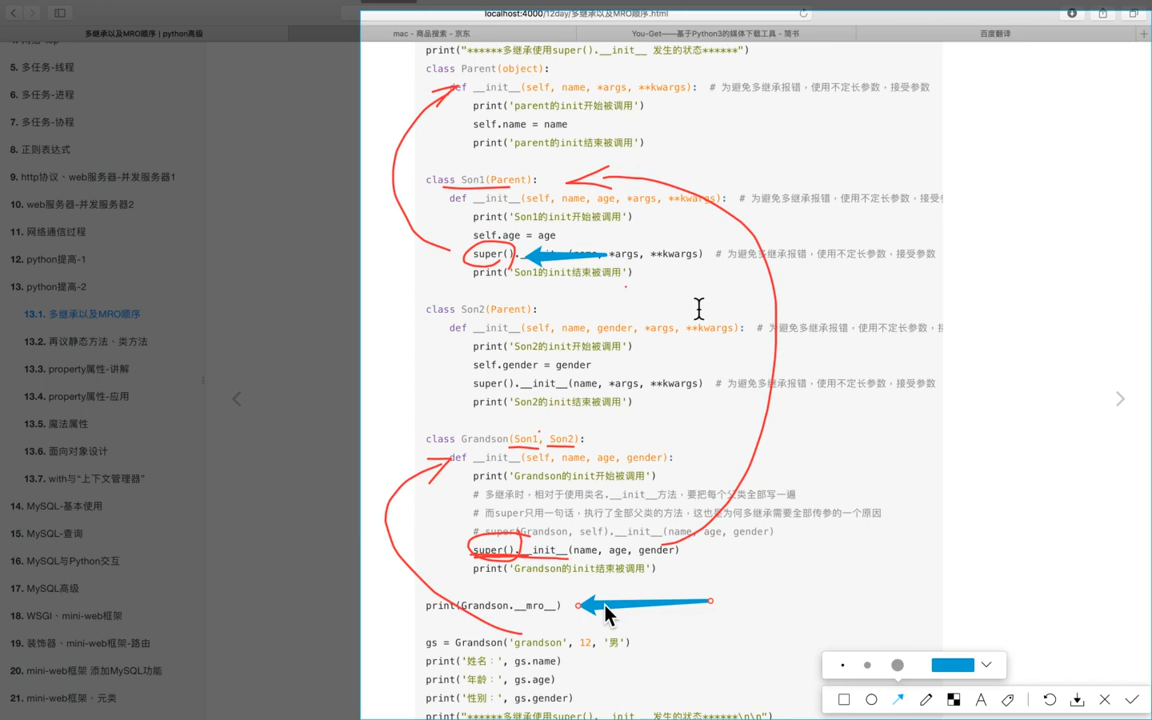 localhost:4000/12day/多继承以及MRO顺序.html
多继承以及MRO顺序 | python高级
mac - 商品搜索 - 京东
You-Get——基于Python3的媒体下载工具 - 简书
百度翻译
5. 多任务-线程
6. 多任务-进程
7. 多任务-协程
8. 正则表达式
9. http协议、web服务器-并发服务器1
10. web服务器-并发服务器2
11. 网络通信过程
12. python提高-1
13. python提高-2
13.1. 多继承以及MRO顺序
13.2. 再议静态方法、类方法
13.3. property属性-讲解
13.4. property属性-应用
13.5. 魔法属性
13.6. 面向对象设计
13.7. with与“上下文管理器”
14. MySQL-基本使用
15. MySQL-查询
16. MySQL与Python交互
17. MySQL高级
18. WSGI、mini-web框架
19. 装饰器、mini-web框架-路由
20. mini-web框架 添加MySQL功能
21. mini-web框架、元类
print("******多继承使用super().__init__ 发生的状态******")
class Parent(object):
def __init__(self, name, *args, **kwargs): # 为避免多继承报错，使用不定长参数，接受参数
print('parent的init开始被调用')
self.name = name
print('parent的init结束被调用')
class Son1(Parent):
def __init__(self, name, age, *args, **kwargs): # 为避免多继承报错，使用不定长参数，接受
print('Son1的init开始被调用')
self.age = age
super(). *args, **kwargs) # 为避免多继承报错，使用不定长参数，接受参数
print('Son1的init结束被调用')
class Son2(Parent):
def __init__(self, name, gender, *args, **kwargs): # 为避免多继承报错，使用不定长参数，
print('Son2的init开始被调用')
self.gender = gender
super().__init__(name, *args, **kwargs) # 为避免多继承报错，使用不定长参数，接受参数
print('Son2的init结束被调用')
class Grandson(Son1, Son2):
def __init__(self, name, age, gender):
print('Grandson的init开始被调用')
# 多继承时，相对于使用类名.__init__方法，要把每个父类全部写一遍
# 而super只用一句话，执行了全部父类的方法，这也是为何多继承需要全部传参的一个原因
# super(Grandson, self).__init__(name, age, gender)
super().__init__(name, age, gender)
print('Grandson的init结束被调用')
print(Grandson.__mro__)
gs = Grandson('grandson', 12, '男')
print('姓名：', gs.name)
print('年龄：', gs.age)
print('性别：', gs.gender)
print("******多继承使用super().__init__ 发生的状态******\n\n")
A